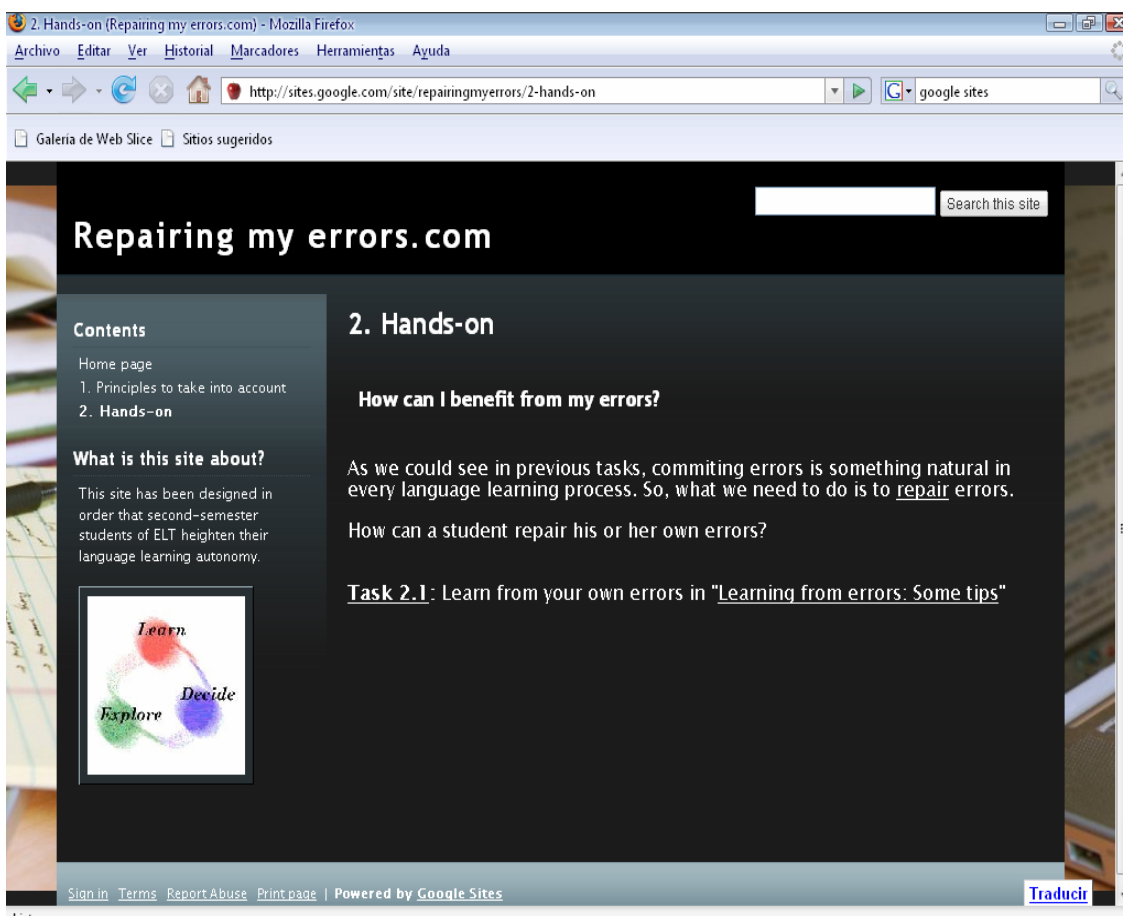 2. Hands-on (Repairing my errors.com) - Mozilla Firefox
Archivo Editar Ver Historial Marcadores Herramientas Ayuda
http://sites.google.com/site/repairingmyerrors/2-hands-on
G google sites
Galería de Web Slice Sitios sugeridos
Search this site
Repairing my errors.com
Contents
Home page
1. Principles to take into account
2. Hands-on
What is this site about?
This site has been designed in
order that second-semester
students of ELT heighten their
language learning autonomy.
Learn
Decide
Explore
2. Hands-on
How can I benefit from my errors?
As we could see in previous tasks, commiting errors is something natural in
every language learning process. So, what we need to do is to repair errors.
How can a student repair his or her own errors?
Task 2.1: Learn from your own errors in "Learning from errors: Some tips"
Sign in Terms Report Abuse Print page | Powered by Google Sites
Traducir